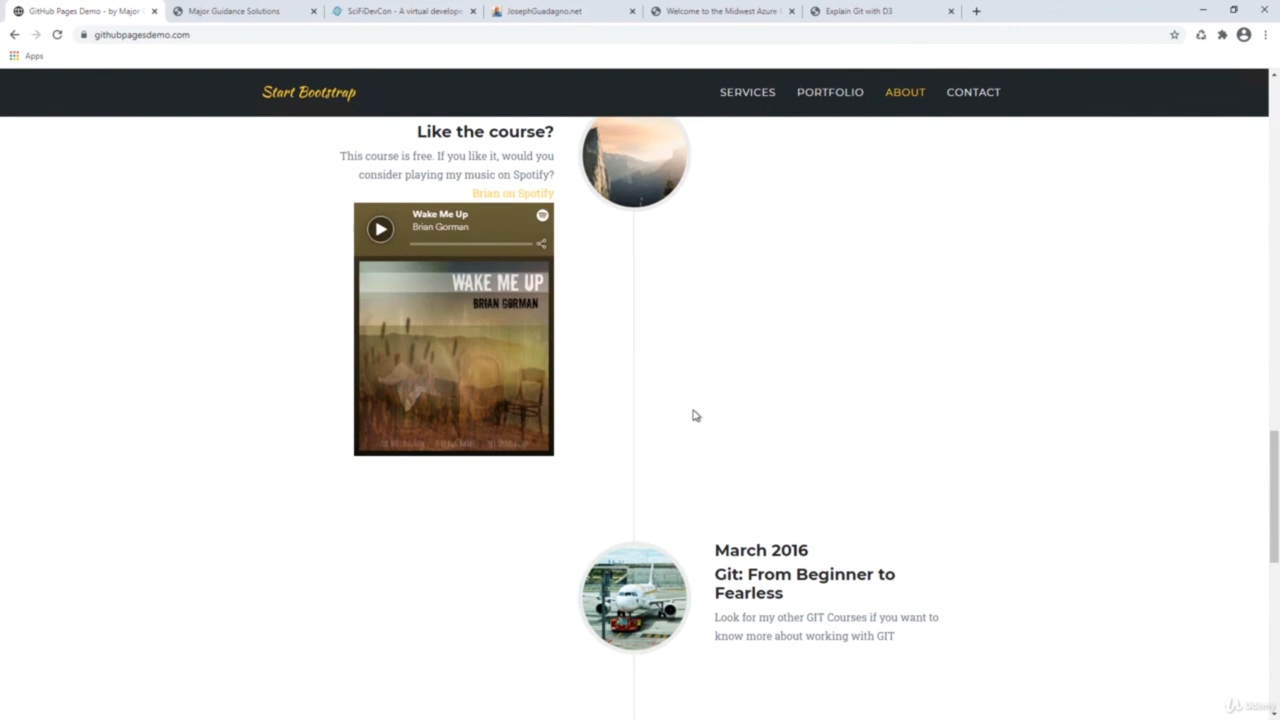 GitHub Pages Demo - by Major
Major Guidance Solutions
SciFiDevCon - A virtual develope
JosephGuadagno.net
Welcome to the Midwest Azure
Explain Git with D3
githubpagesdemo.com
Apps
Start Bootstrap
SERVICES
PORTFOLIO
ABOUT
CONTACT
Like the course?
This course is free. If you like it, would you
consider playing my music on Spotify?
Brian on Spotify
Wake Me Up
Brian Gorman
WAKE ME UP
BRIAN GORMAN
March 2016
Git: From Beginner to
Fearless
Look for my other GIT Courses if you want to
know more about working with GIT
Udemy